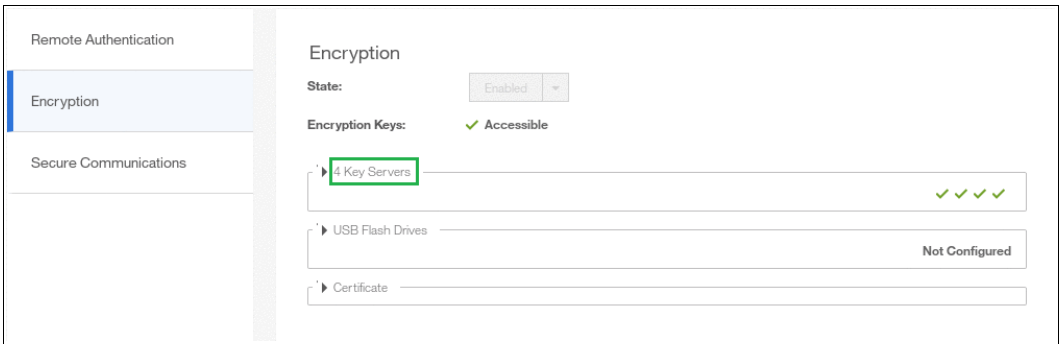 Remote Authentication
Encryption
Secure Communications
Encryption
State: Enabled
Encryption Keys: Accessible
4 Key Servers
USB Flash Drives
Not Configured
Certificate